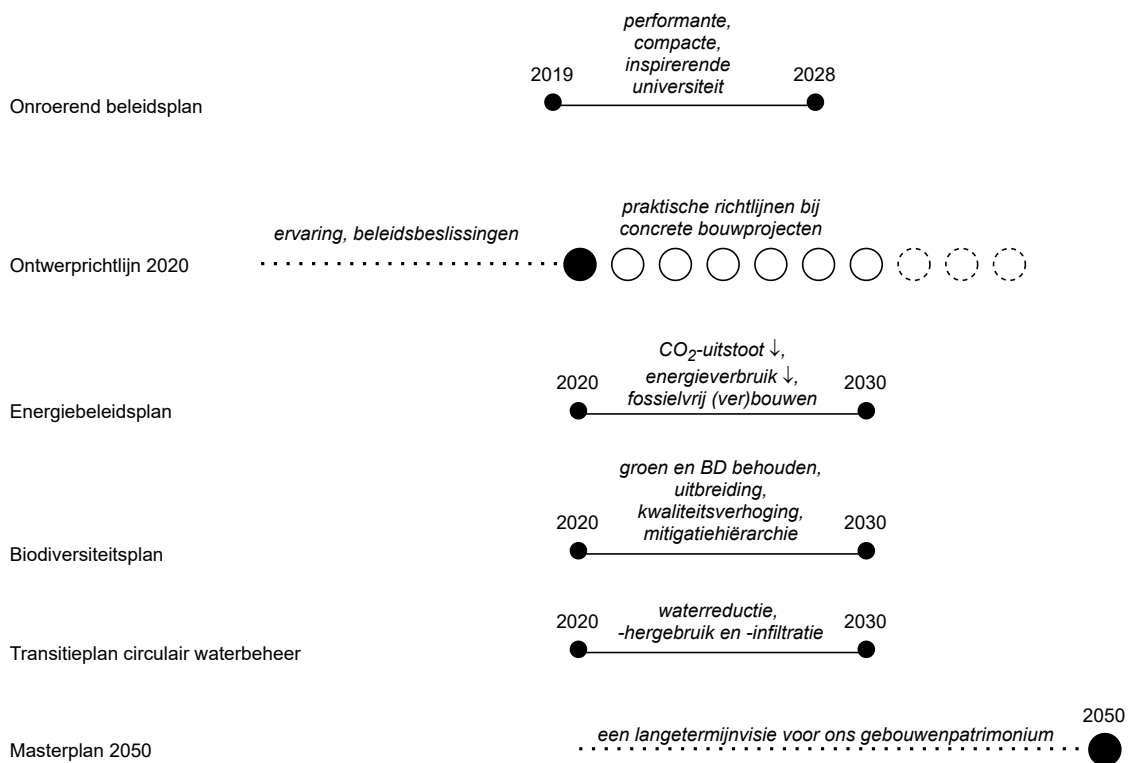 performante,
compacte,
inspirerende
universiteit
2019
2028
Onroerend beleidsplan
praktische richtlijnen bij
concrete bouwprojecten
ervaring, beleidsbeslissingen
Ontwerprichtlijn 2020
CO2-uitstoot ↓,
energieverbruik ↓,
fossielvrij (ver)bouwen
2020
2030
Energiebeleidsplan
groen en BD behouden,
uitbreiding,
kwaliteitsverhoging,
mitigatiehiërarchie
2020
2030
Biodiversiteitsplan
waterreductie,
-hergebruik en -infiltratie
2020
2030
Transitieplan circulair waterbeheer
2050
een langetermijnvisie voor ons gebouwenpatrimonium
Masterplan 2050